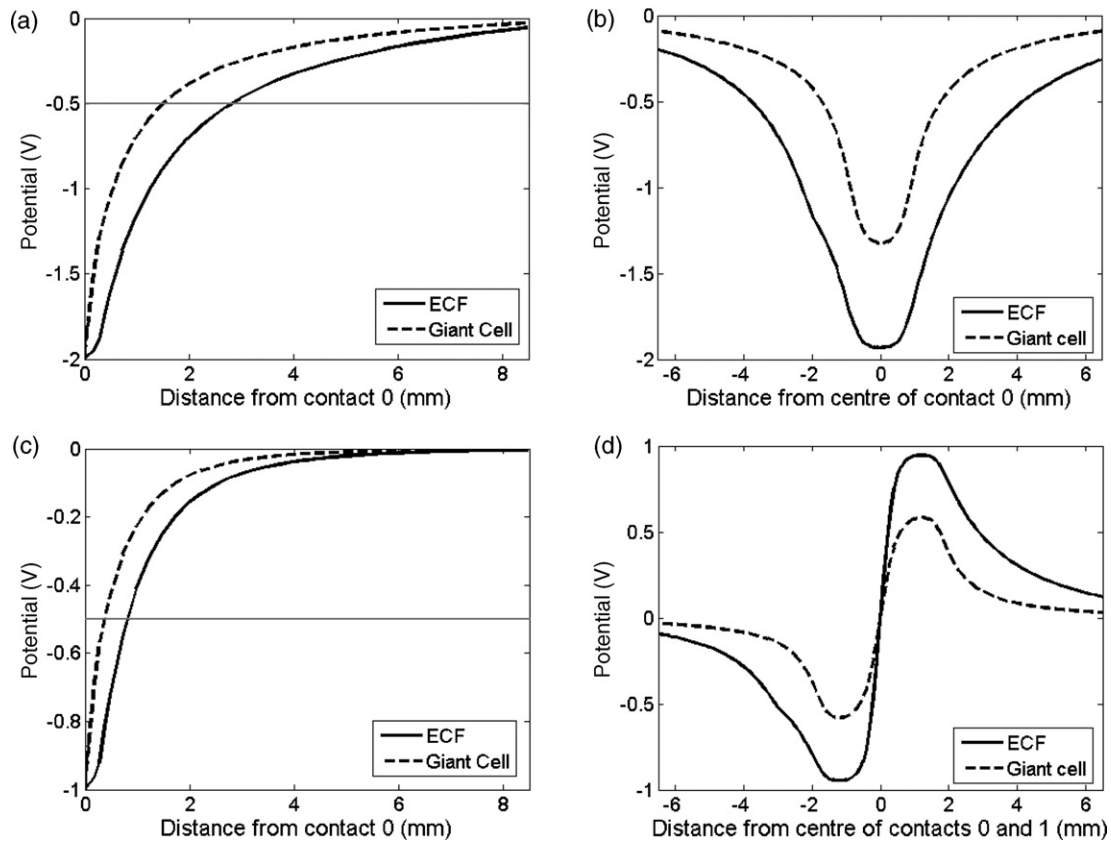 (a)
0
-0.5
-1
-1.5
-2
Potential (V)
0 2 4 6 8
Distance from contact 0 (mm)
ECF
Giant Cell
(b)
0
-0.5
-1
-1.5
-2
Potential (V)
-6 -4 -2 0 2 4 6
Distance from centre of contact 0 (mm)
ECF
Giant cell
(c)
0
-0.2
-0.4
-0.6
-0.8
-1
Potential (V)
0 2 4 6 8
Distance from contact 0 (mm)
ECF
Giant Cell
(d)
1
0.5
0
-0.5
-1
Potential (V)
-6 -4 -2 0 2 4 6
Distance from centre of contacts 0 and 1 (mm)
ECF
Giant cell